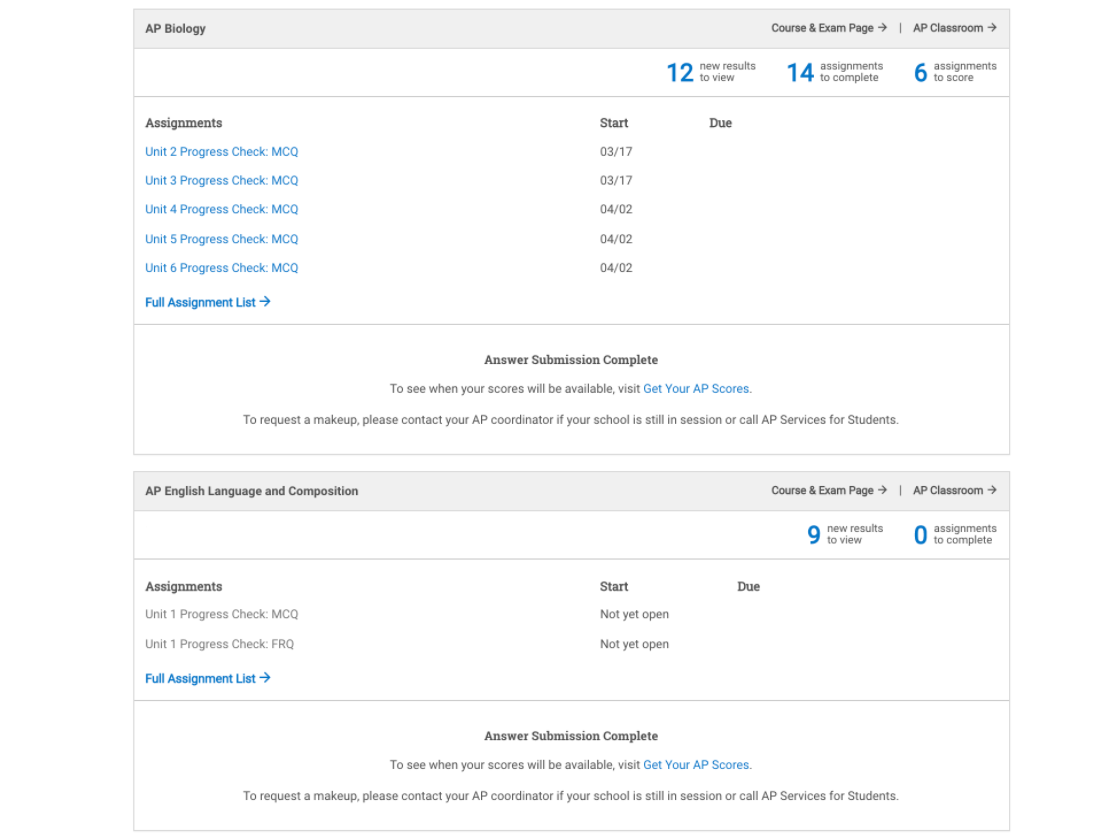 AP Biology
Course & Exam Page → | AP Classroom →
12 new results to view
14 assignments to complete
6 assignments to score
Assignments Start Due
Unit 2 Progress Check: MCQ 03/17
Unit 3 Progress Check: MCQ 03/17
Unit 4 Progress Check: MCQ 04/02
Unit 5 Progress Check: MCQ 04/02
Unit 6 Progress Check: MCQ 04/02
Full Assignment List →
Answer Submission Complete
To see when your scores will be available, visit Get Your AP Scores.
To request a makeup, please contact your AP coordinator if your school is still in session or call AP Services for Students.
AP English Language and Composition
Course & Exam Page → | AP Classroom →
9 new results to view
0 assignments to complete
Assignments Start Due
Unit 1 Progress Check: MCQ Not yet open
Unit 1 Progress Check: FRQ Not yet open
Full Assignment List →
Answer Submission Complete
To see when your scores will be available, visit Get Your AP Scores.
To request a makeup, please contact your AP coordinator if your school is still in session or call AP Services for Students.